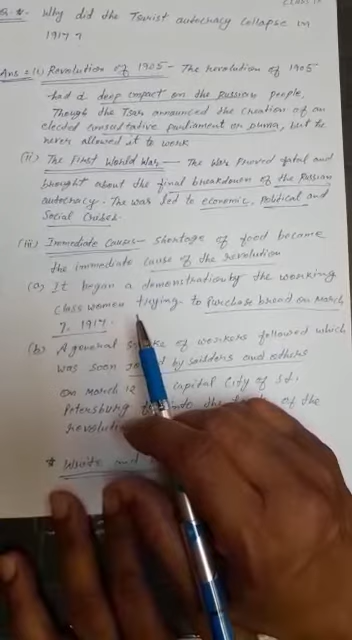 Why did the Tsarist autocracy collapse in
1917?
CLASS IX
Ans = (i) Revolution of 1905 - The revolution of 1905
had a deep impact on the Russian people.
Though the Tsar announced the creation of an
elected consultative parliament or Duma, but he
never allowed it to work
(ii) The First World War - The War proved fatal and
brought about the final breakdown of the Russian
autocracy. The was led to economic, Political and
Social Crises.
(iii) Immediate Causes - shortage of food became
the immediate cause of the revolution
(a) It began a demonstration by the working
class women trying to Purchase bread on March
7, 1917.
(b) A general of workers followed which
was soon by soldiers and others
On March 12 capital City of St.
Petersburg into the of the
* Write and